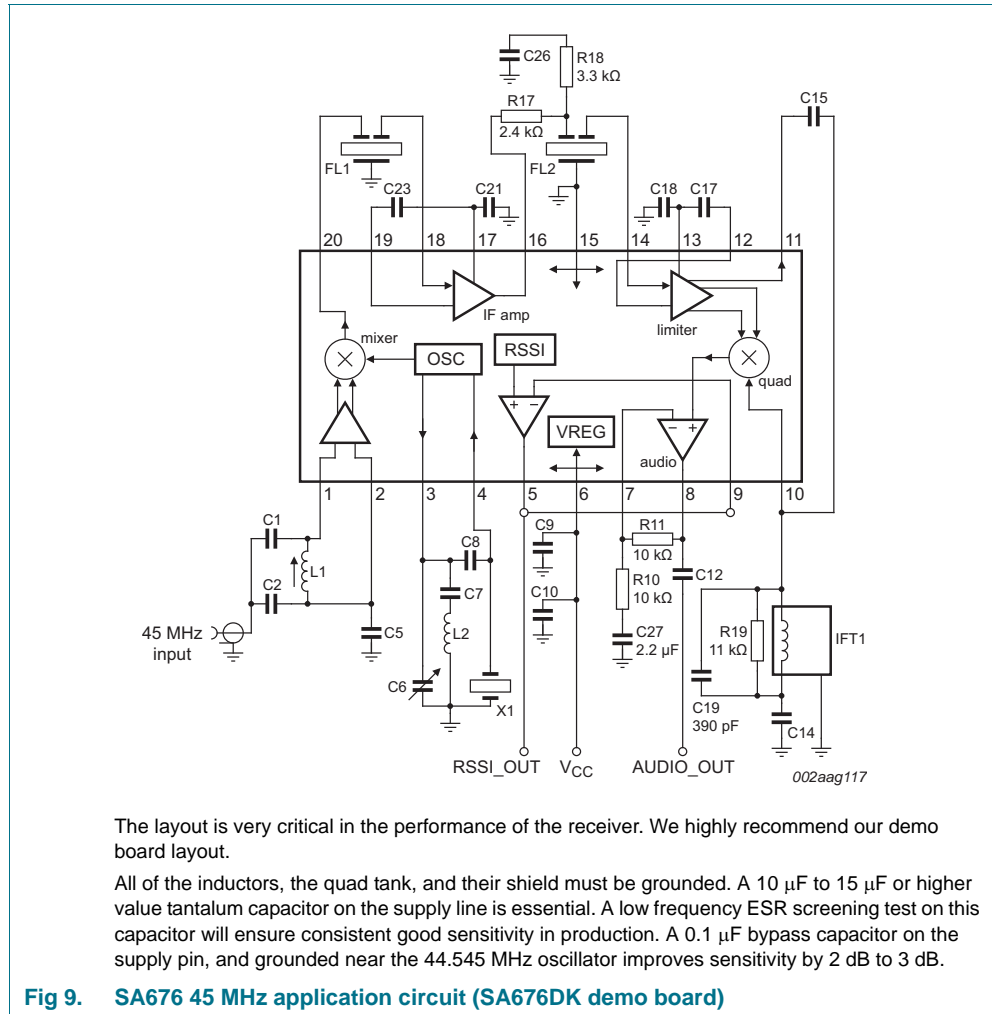 C26
R18
3.3 kΩ
R17
2.4 kΩ
C15
FL1
FL2
C23
C21
C18 C17
20 19 18 17 16 15 14 13 12 11
IF amp
limiter
mixer
OSC
RSSI
quad
+ −
VREG
− +
audio
1 2 3 4 5 6 7 8 9 10
C1
L1
C2
45 MHz
input
C5
C8
C7
L2
C6
X1
C9
C10
R11
10 kΩ
R10
10 kΩ
C12
C27
2.2 µF
R19
11 kΩ
IFT1
C19
390 pF
C14
RSSI_OUT VCC AUDIO_OUT
002aag117
The layout is very critical in the performance of the receiver. We highly recommend our demo
board layout.
All of the inductors, the quad tank, and their shield must be grounded. A 10 µF to 15 µF or higher
value tantalum capacitor on the supply line is essential. A low frequency ESR screening test on this
capacitor will ensure consistent good sensitivity in production. A 0.1 µF bypass capacitor on the
supply pin, and grounded near the 44.545 MHz oscillator improves sensitivity by 2 dB to 3 dB.
Fig 9. SA676 45 MHz application circuit (SA676DK demo board)